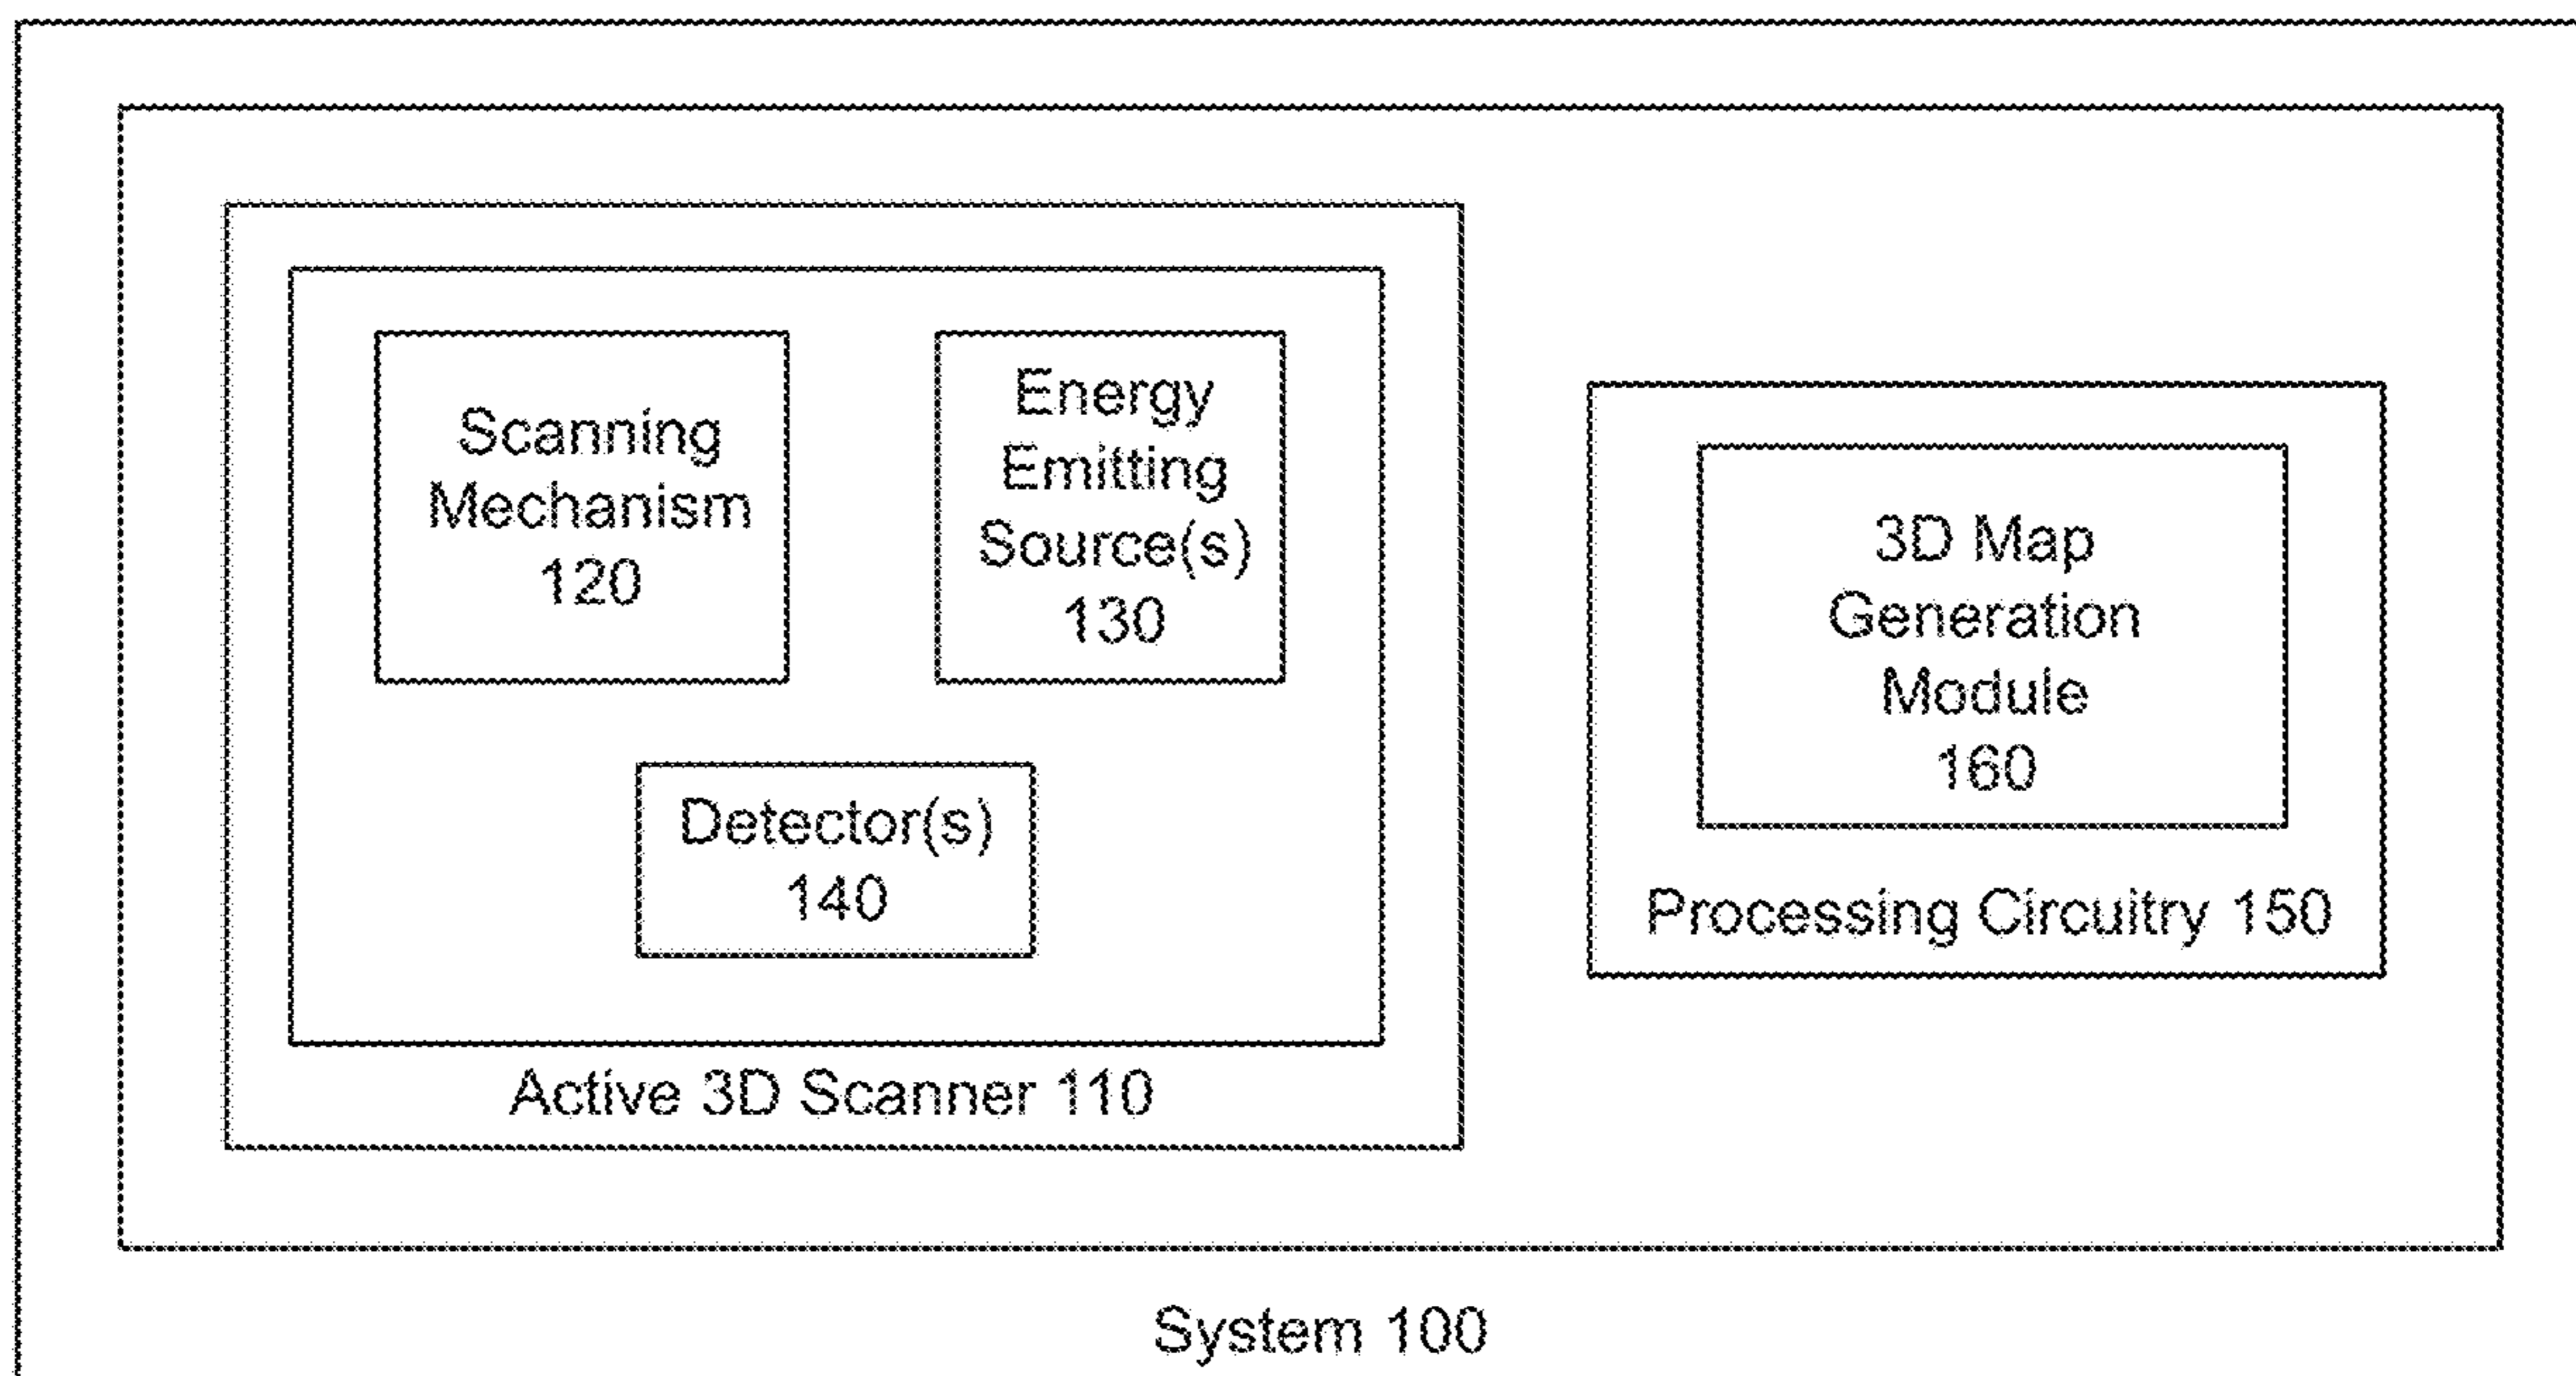 Scanning
Mechanism
120
Energy
Emitting
Source(s)
130
Detector(s)
140
Active 3D Scanner 110
3D Map
Generation
Module
160
Processing Circuitry 150
System 100